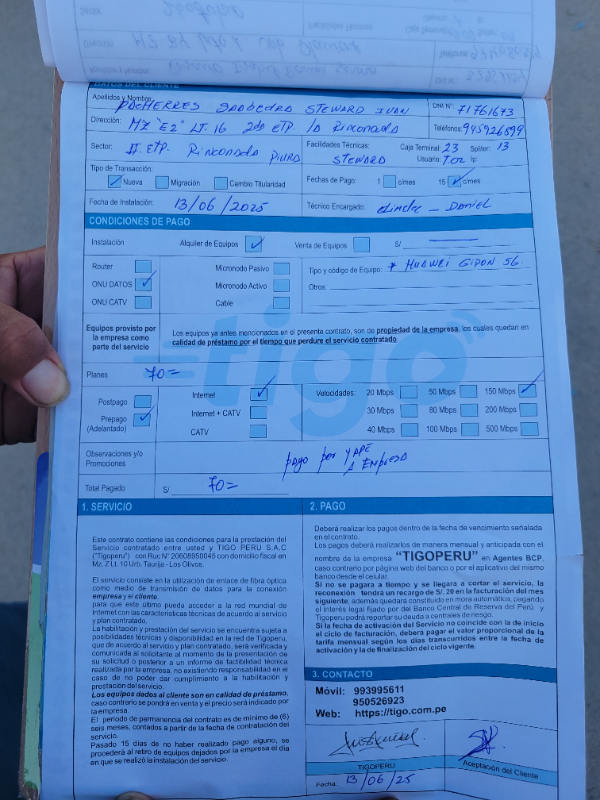 DATOS DEL CLIENTE
Apellidos y Nombre: PACHERRES SAAVEDRA STEWARD IVAN DNI N°: 71761673
Dirección: MZ "E2" LT. 16 2da ETP. la Rinconada Teléfonos: 945926899
Sector: II ETP. Rinconada PIURA Facilidades Técnicas: STEWARD Caja Terminal: 23 Spliter: 13
Usuario: Ip:
Tipo de Transacción: Nueva Migración Cambio Titularidad Fechas de Pago: 1 c/mes 16 c/mes
Fecha de Instalación: 13/06/2025 Técnico Encargado: - Daniel
CONDICIONES DE PAGO
Instalación Alquiler de Equipos Venta de Equipos S/
Router Micronodo Pasivo Tipo y código de Equipo: * HUAWEI GIPON 5G.
ONU DATOS Micronodo Activo Otros
ONU CATV Cable
Equipos provisto por la empresa como parte del servicio
Los equipos ya antes mencionados en el presente contrato, son de propiedad de la empresa, los cuales quedan en
calidad de préstamo por el tiempo que perdure el servicio contratado.
tigo
Planes 70=
Postpago Internet Velocidades: 20 Mbps 50 Mbps 150 Mbps
Prepago (Adelantado) Internet + CATV 30 Mbps 80 Mbps 200 Mbps
CATV 40 Mbps 100 Mbps 500 Mbps
Observaciones y/o Promociones pago por YAPE A EMPRESA
Total Pagado S/ 70=
1. SERVICIO
Este contrato contiene las condiciones para la prestación del
Servicio contratado entre usted y TIGO PERU S.A.C
("Tigoperu") con Ruc N° 20608858045 con domicilio fiscal en
Mz. Z Lt. 10 Urb. Taurija - Los Olivos.
El servicio consiste en la utilización de enlace de fibra óptica
como medio de transmisión de datos para la conexión
empresa y el cliente.
para que este último pueda acceder a la red mundial de
Internet con las características técnicas de acuerdo al servicio
y plan contratado.
La habilitación y prestación del servicio se encuentra sujeta a
posibilidades técnicas y disponibilidad en la red de Tigoperu,
que de acuerdo al servicio y plan contratado, será verificada y
comunicada al solicitante al momento de la presentación de
su solicitud o posterior a un informe de factibilidad técnica
realizada por la empresa, no existiendo responsabilidad en el
caso de no poder dar cumplimiento a la habilitación y
prestación del servicio.
Los equipos dados al cliente son en calidad de préstamo,
caso contrario se pondrá en venta y el precio será indicado por
la empresa.
El periodo de permanencia del contrato es de mínimo de (6)
seis meses, contados a partir de la fecha de contratación del
servicio.
Pasado 15 días de no haber realizado pago alguno, se
procederá al retiro de equipos dejados por la empresa el día
en que se realizó la instalación del servicio.
2. PAGO
Deberá realizar los pagos dentro de la fecha de vencimiento señalada
en el contrato.
Los pagos deberá realizarlos de manera mensual y anticipada con el
nombre de la empresa "TIGOPERU" en Agentes BCP,
caso contrario por página web del banco o por el aplicativo del mismo
banco desde el celular.
Si no se pagara a tiempo y se llegara a cortar el servicio, la
reconexión tendrá un recargo de S/. 20 en la facturación del mes
siguiente, además quedará constituido en mora automática, pagando
el interés legal fijado por del Banco Central de Reserva del Perú y
Tigoperu podrá reportar su deuda a centrales de riesgo.
Si la fecha de activación del Servicio no coincide con la de inicio
el ciclo de facturación, deberá pagar el valor proporcional de la
tarifa mensual según los días transcurridos entre la fecha de
activación y la de finalización del ciclo vigente.
3. CONTACTO
Móvil: 993995611
950526923
Web: https://tigo.com.pe
TIGOPERU
Fecha: 13/06/25
Aceptación del Cliente